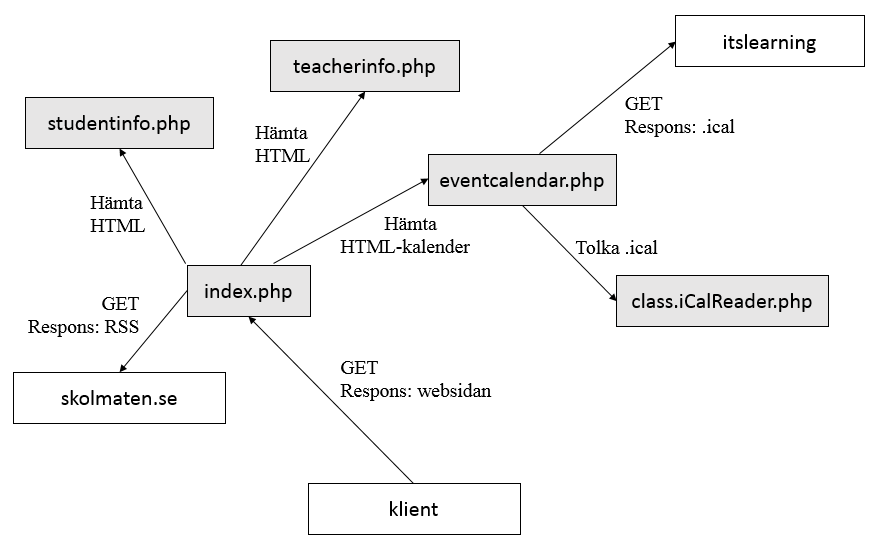 itslearning
teacherinfo.php
GET
Respons: .ical
studentinfo.php
Hämta
HTML
eventcalendar.php
Hämta
HTML
Hämta
HTML-kalender
Tolka .ical
index.php
class.iCalReader.php
GET
Respons: RSS
GET
Respons: websidan
skolmaten.se
klient